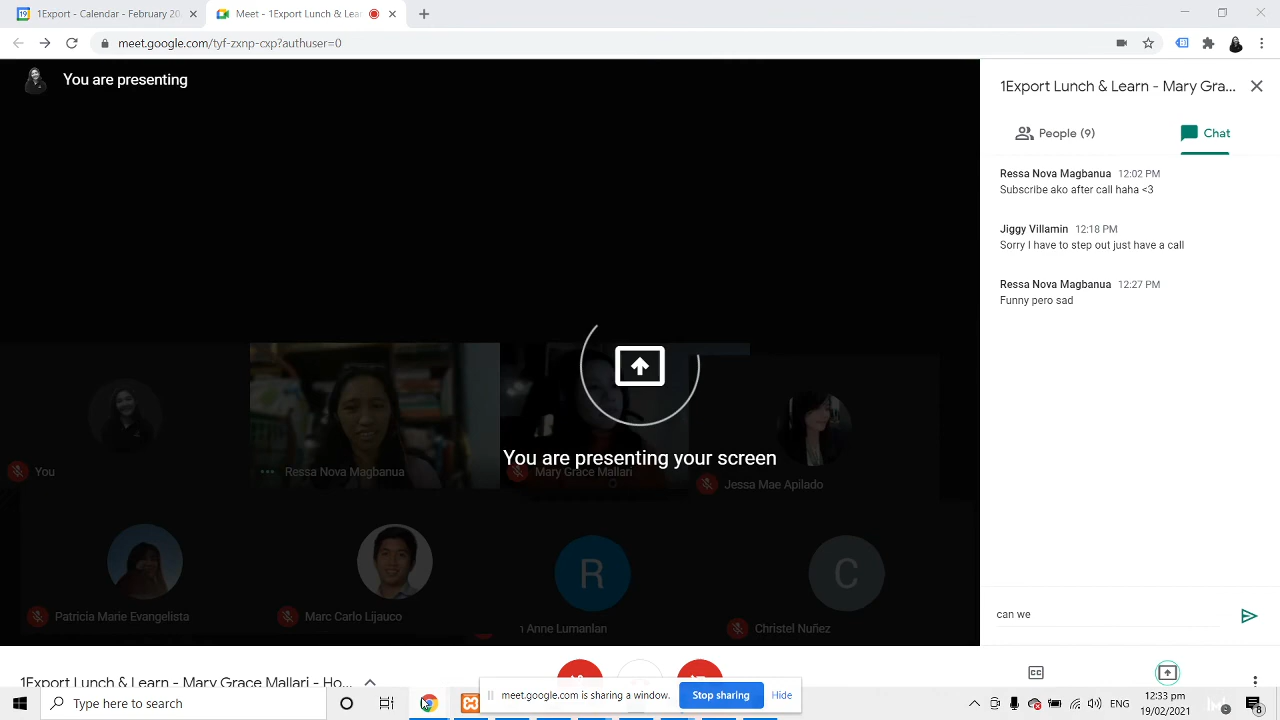 1Export - Calendar - February 20
Meet - 1Export Lunch & Lea
meet.google.com/tyf-zxnp-cxp?authuser=0
You are presenting
1Export Lunch & Learn - Mary Gra...
People (9)
Chat
Ressa Nova Magbanua 12:02 PM
Subscribe ako after call haha <3
Jiggy Villamin 12:18 PM
Sorry I have to step out just have a call
Ressa Nova Magbanua 12:27 PM
Funny pero sad
You are presenting your screen
You
Ressa Nova Magbanua
Mary Grace Mallari
Jessa Mae Apilado
R
C
Patricia Marie Evangelista
Marc Carlo Lijauco
Anne Lumanlan
Christel Nuñez
can we
1Export Lunch & Learn - Mary Grace Mallari - Ho...
meet.google.com is sharing a window.
Stop sharing
Hide
Type here to search
ENG
12:33 pm
19/02/2021
8